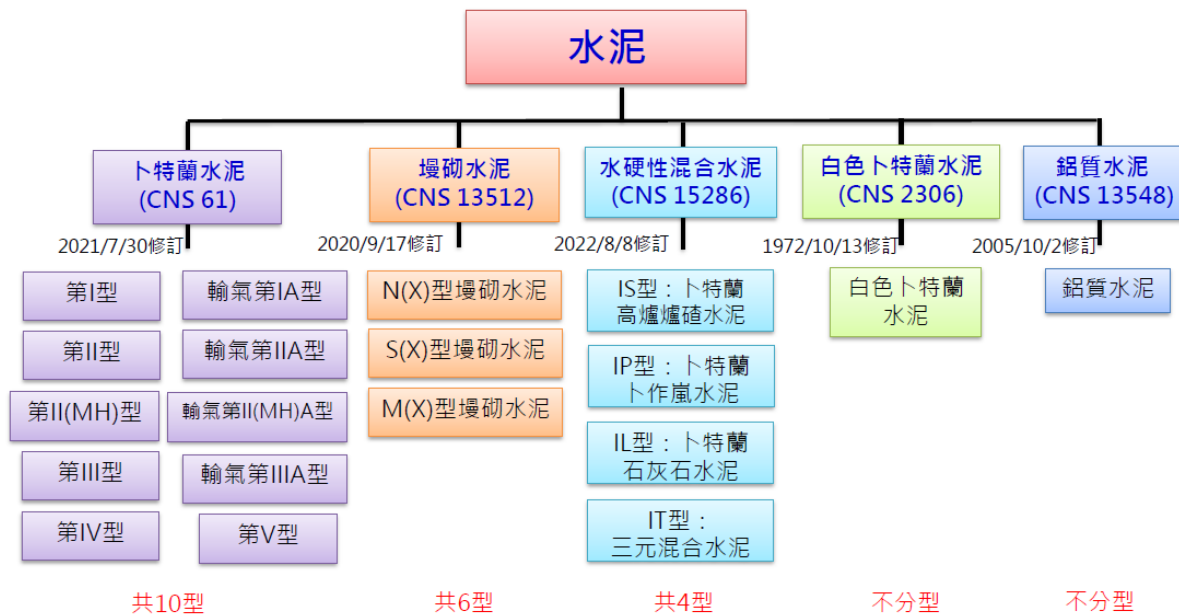 水泥
卜特蘭水泥
(CNS 61)
墁砌水泥
(CNS 13512)
水硬性混合水泥
(CNS 15286)
白色卜特蘭水泥
(CNS 2306)
鋁質水泥
(CNS 13548)
2021/7/30修訂
2020/9/17修訂
2022/8/8修訂
1972/10/13修訂
2005/10/2修訂
第I型
第II型
第II(MH)型
第III型
第IV型
輸氣第IA型
輸氣第IIA型
輸氣第II(MH)A型
輸氣第IIIA型
第V型
N(X)型墁砌水泥
S(X)型墁砌水泥
M(X)型墁砌水泥
IS型：卜特蘭
高爐爐碴水泥
IP型：卜特蘭
卜作嵐水泥
IL型：卜特蘭
石灰石水泥
IT型：
三元混合水泥
白色卜特蘭
水泥
鋁質水泥
共10型
共6型
共4型
不分型
不分型